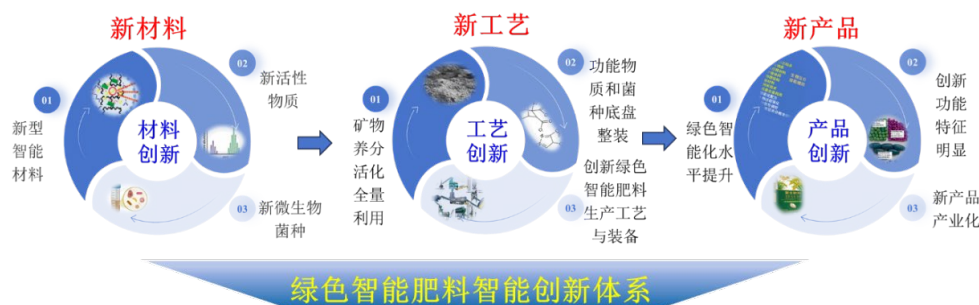 新材料
01
新型
智能
材料
02
新活性
物质
材料
创新
03
新微生物
菌种
新工艺
01
矿物
养分
活化
全量
利用
02
功能物
质和菌
种底盘
整装
工艺
创新
03
创新绿色
智能肥料
生产工艺
与装备
新产品
01
绿色智
能化水
平提升
02
创新
功能
特征
明显
产品
创新
03
新产品
产业化
绿色智能肥料智能创新体系